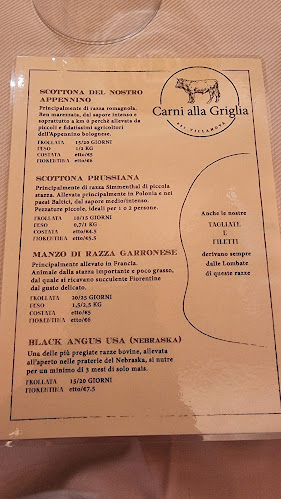 Carni alla Griglia
SCOTTONA DEL NOSTRO
APPENNINO
Principalmente di razza romagnola.
Ben marezzata, dal sapore intenso e
soprattutto a km 0 perchè allevata da
piccoli e fidatissimi agricoltori
dell'Appennino bolognese.
FROLLATA 15/20 GIORNI
PESO 1/2 KG
COSTATA etto/€5
FIORENTINA etto/€6
SCOTTONA PRUSSIANA
Principalmente di razza Simmenthal di piccola
stazza. Allevata principalmente in Polonia e nei
paesi Baltici, dal sapore medio/intenso.
Pezzature piccole, ideali per 1 o 2 persone.
FROLLATA 10/15 GIORNI
PESO 0,7/1 KG
COSTATA etto/€4.5
FIORENTINA etto/€5.5
Anche le nostre
TAGLIATE
E
FILETTI
derivano sempre
dalle Lombate
di queste razze
MANZO DI RAZZA GARRONESE
Principalmente allevato in Francia.
Animale dalla stazza importante e poco grasso,
dal quale si ricavano succulente Fiorentine
dal gusto delicato.
FROLLATA 20/25 GIORNI
PESO 1,5/2,5 KG
COSTATA etto/€5
FIORENTINA etto/€6
BLACK ANGUS USA (NEBRASKA)
Una delle più pregiate razze bovine, allevata
all'aperto nelle praterie del Nebraska, si nutre
per un minimo di 3 mesi di solo mais.
FROLLATA 15/20 GIORNI
FIORENTINA etto/€7.5